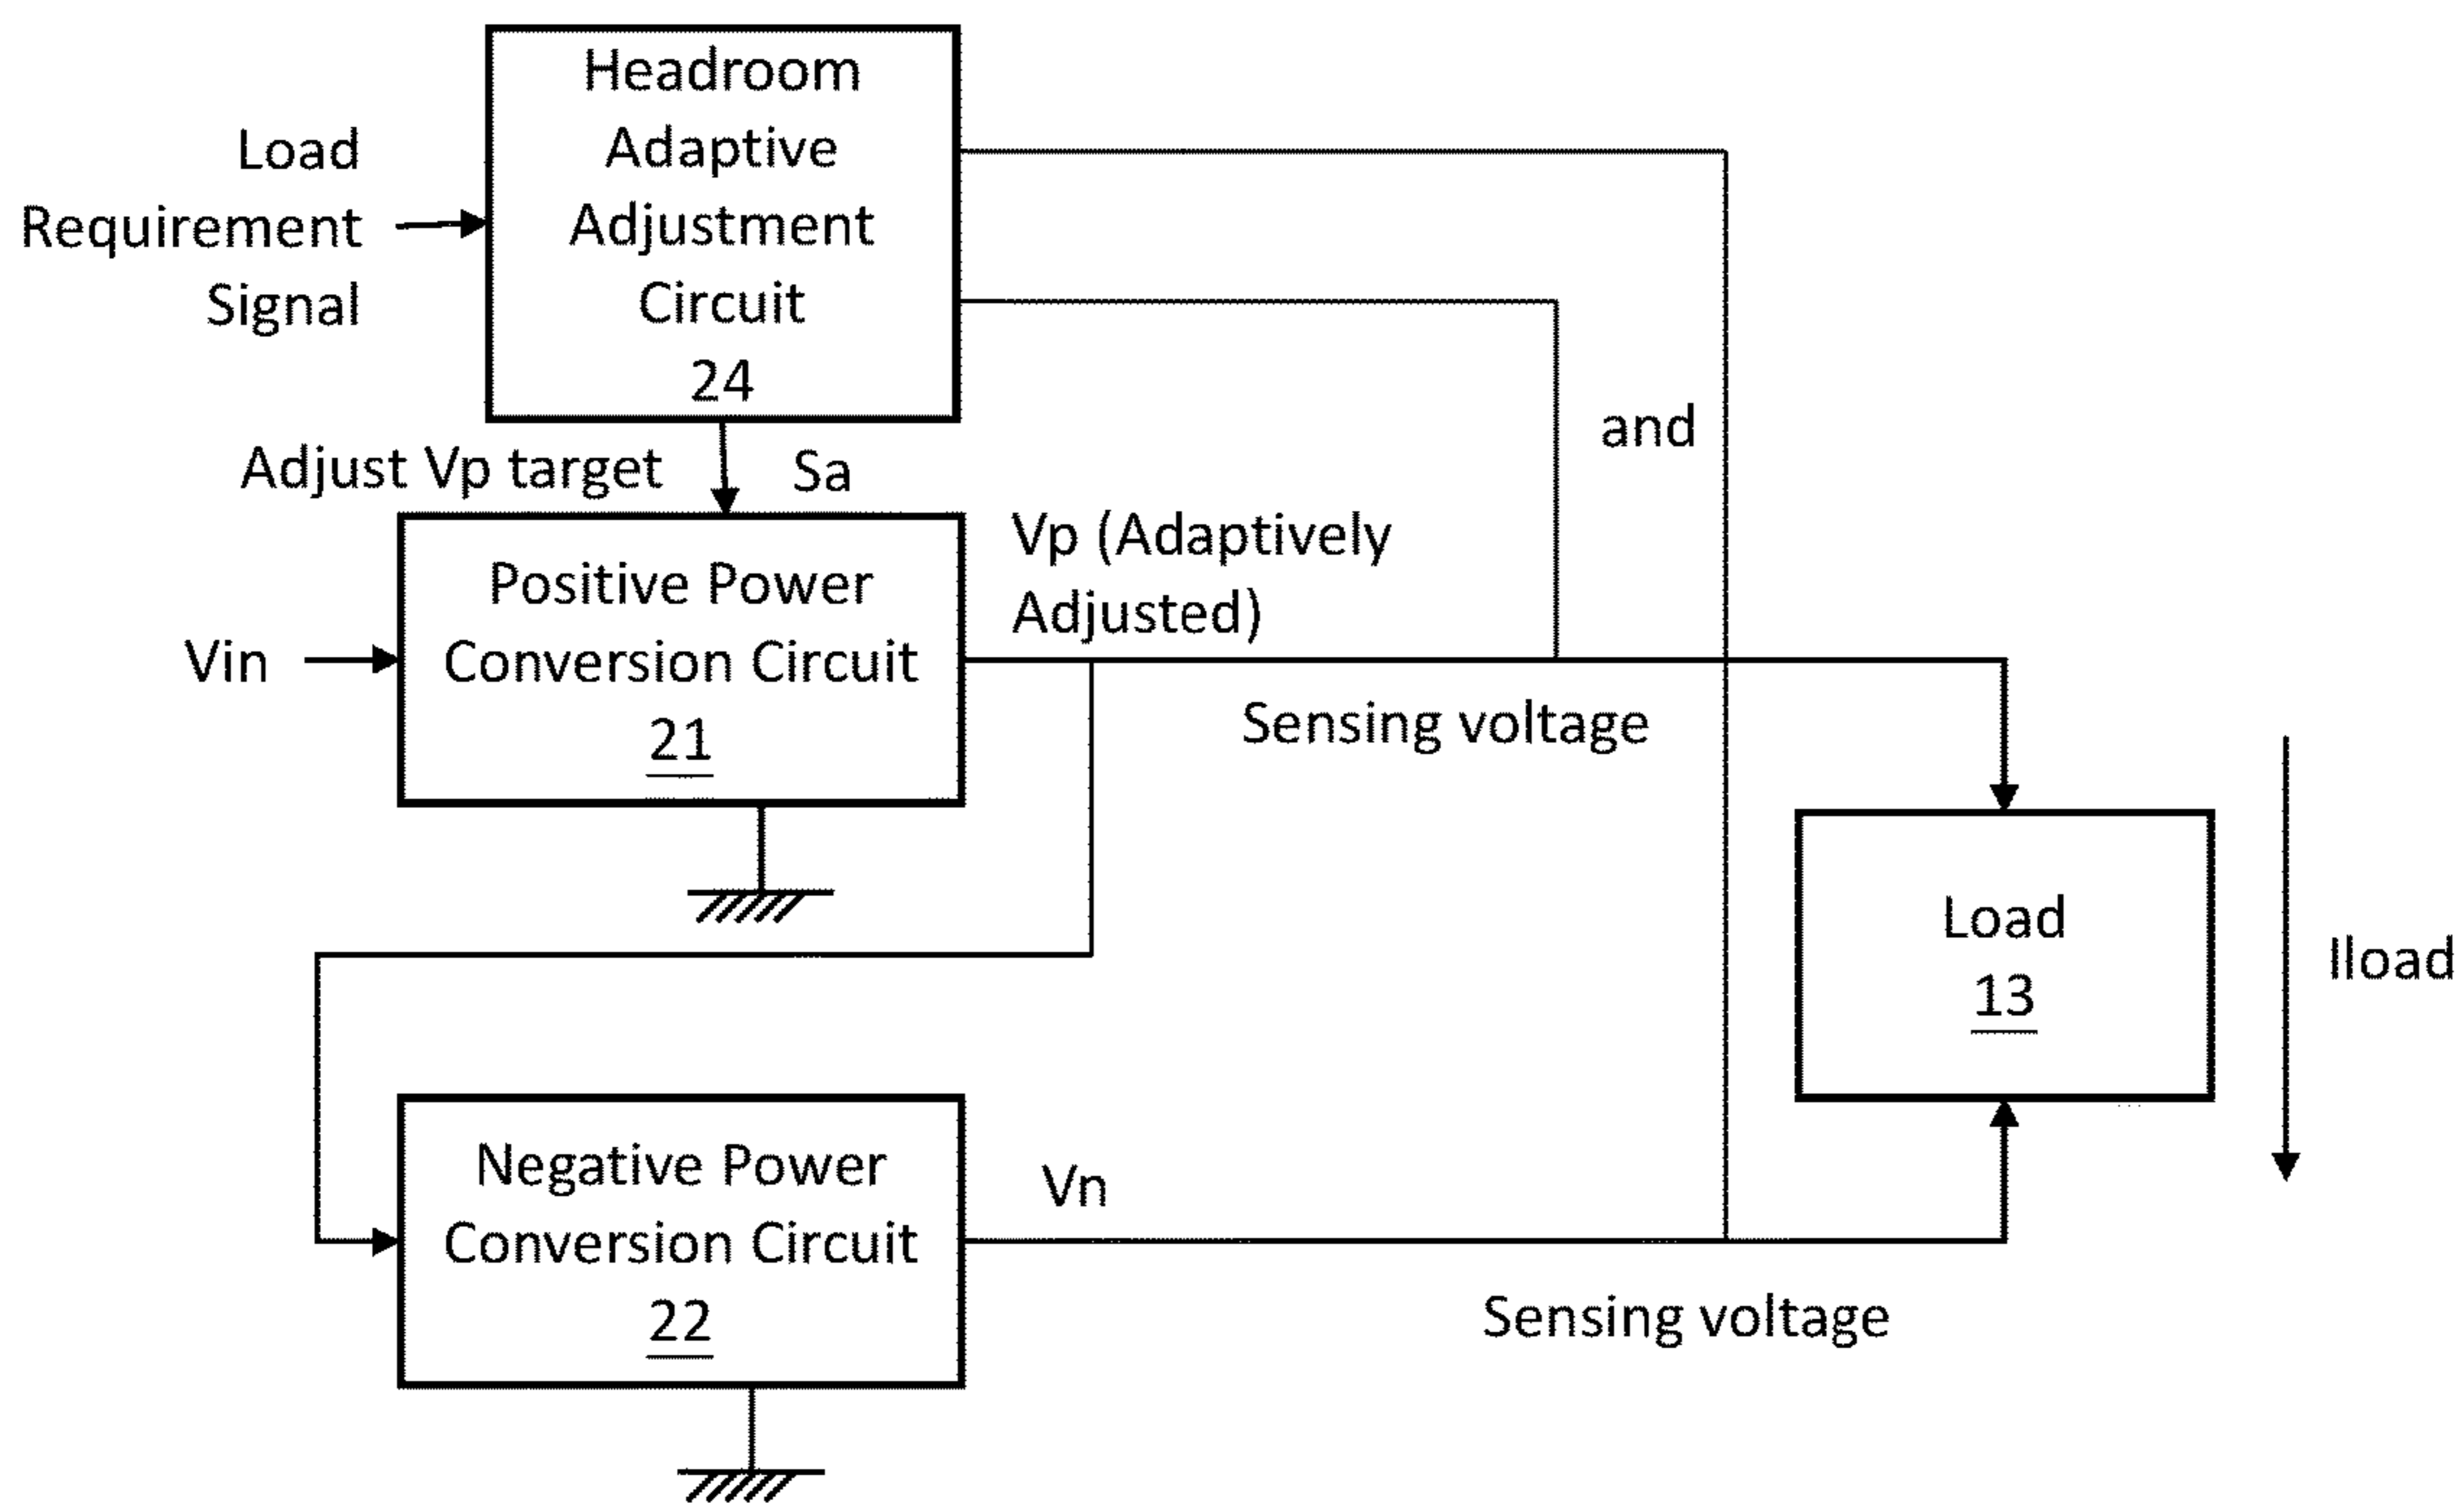 Headroom
Adaptive
Adjustment
Circuit
24
Load
Requirement
Signal
and
Adjust Vp target
Sa
Vp (Adaptively
Adjusted)
Positive Power
Conversion Circuit
21
Vin
Sensing voltage
Load
13
Iload
Negative Power
Conversion Circuit
22
Vn
Sensing voltage